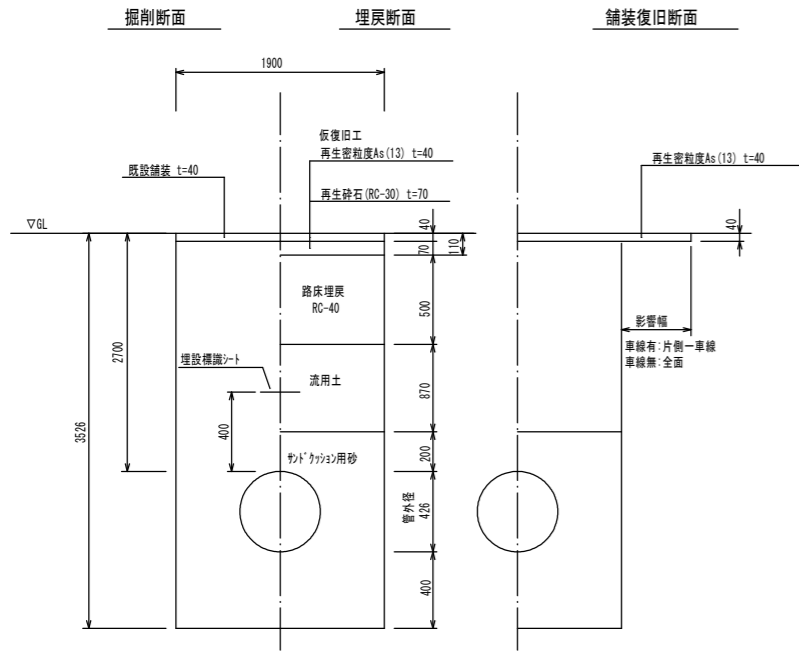 掘削断面
埋戻断面
舗装復旧断面
1900
仮復旧工
再生密粒度As(13) t=40
既設舗装 t=40
再生砕石(RC-30) t=70
再生密粒度As(13) t=40
▽GL
40
70
110
40
路床埋戻
RC-40
500
影響幅
車線有:片側一車線
車線無:全面
2700
埋設標識シート
流用土
870
3526
400
サンドクッション用砂
200
管外径
426
400